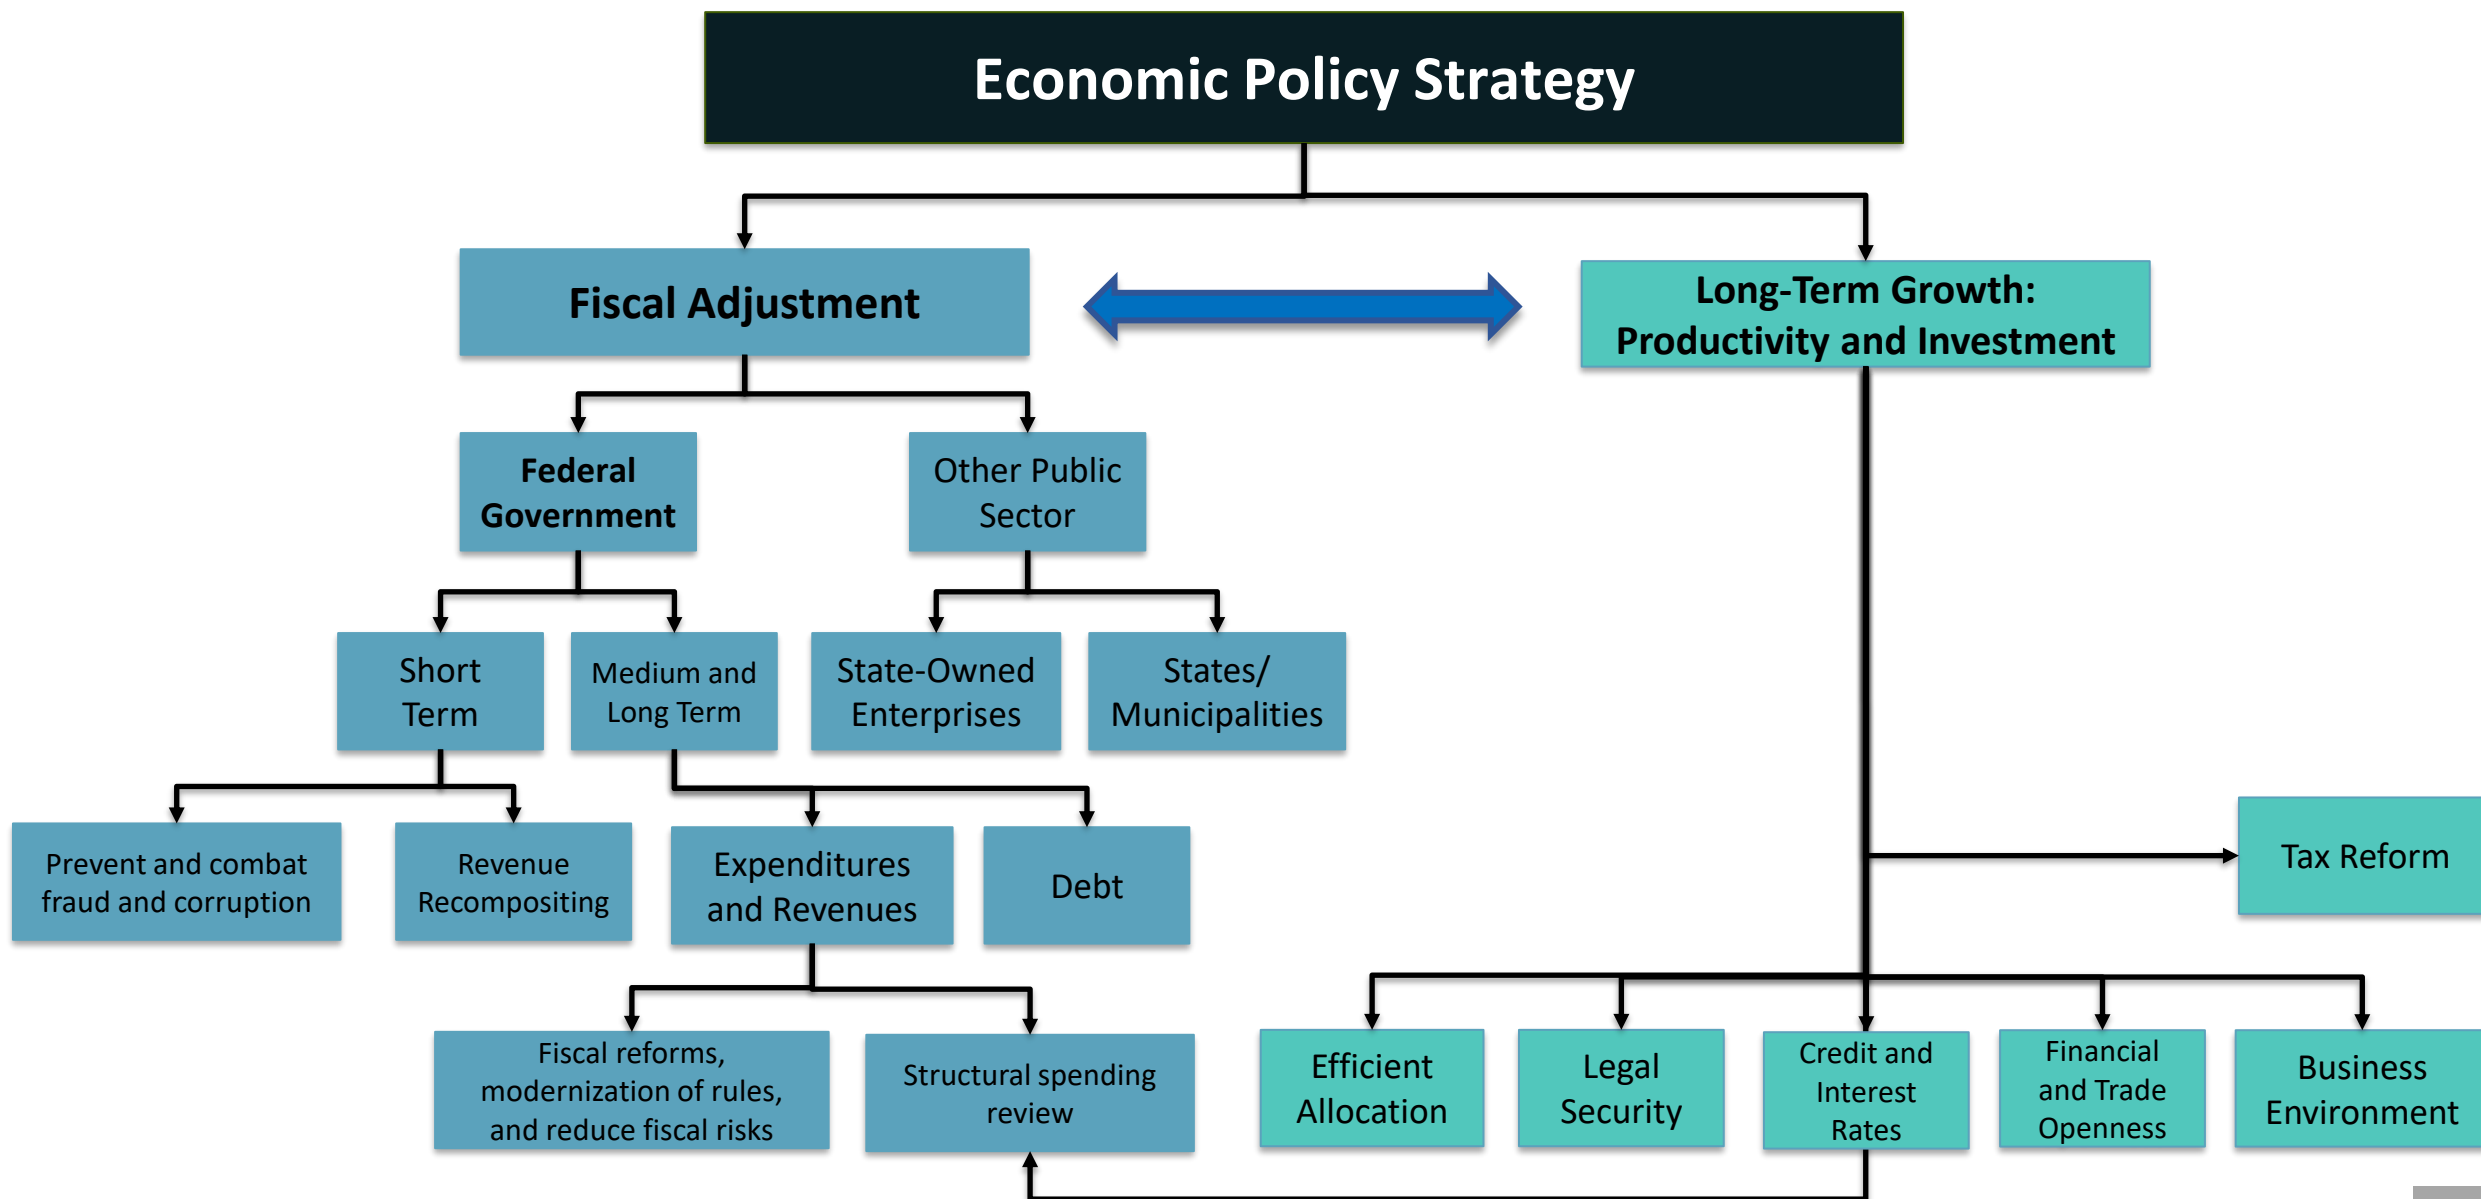 Economic Policy Strategy
Fiscal Adjustment
Long-Term Growth:
Productivity and Investment
Federal
Government
Other Public
Sector
Short
Term
Medium and
Long Term
State-Owned
Enterprises
States/
Municipalities
Prevent and combat
fraud and corruption
Revenue
Recompositing
Expenditures
and Revenues
Debt
Tax Reform
Fiscal reforms,
modernization of rules,
and reduce fiscal risks
Structural spending
review
Efficient
Allocation
Legal
Security
Credit and
Interest
Rates
Financial
and Trade
Openness
Business
Environment